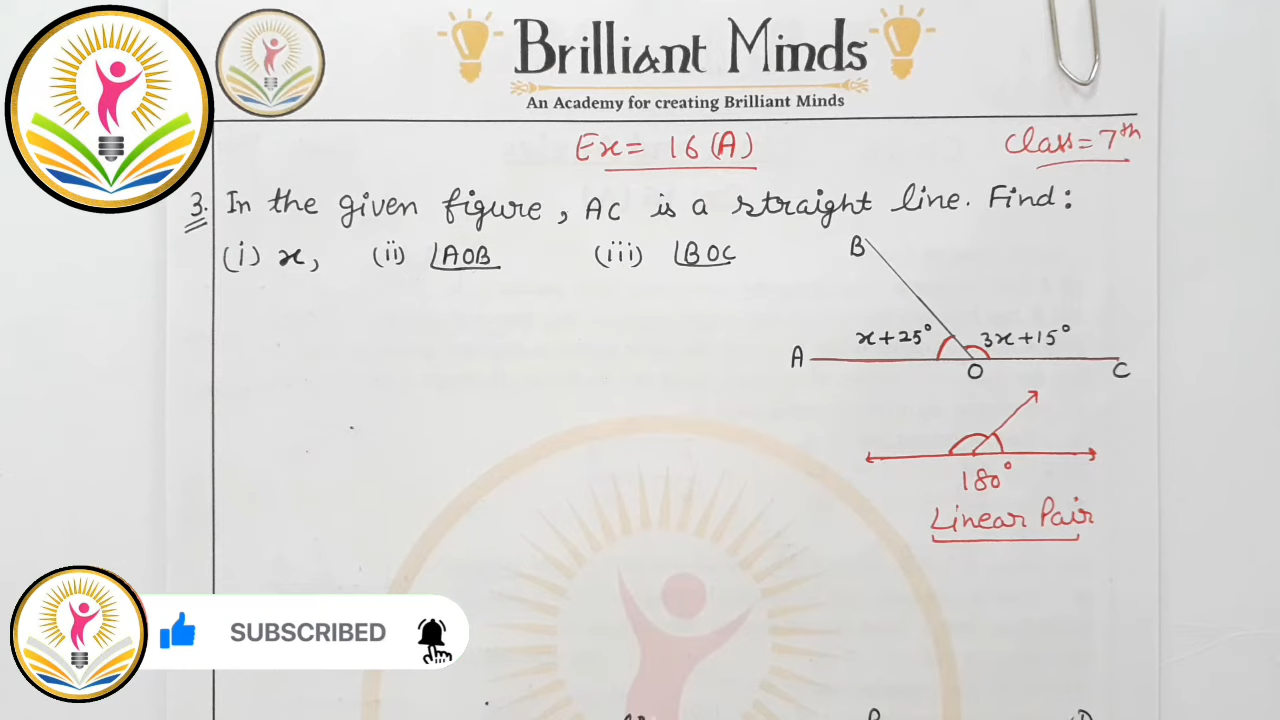 Brilliant Minds
An Academy for creating Brilliant Minds
Ex= 16 (A)
Class= 7th
3. In the given figure, AC is a straight line. Find:
(i) x, (ii) ∠AOB (iii) ∠BOC
B
x+25° 3x+15°
A O C
180°
Linear Pair
SUBSCRIBED